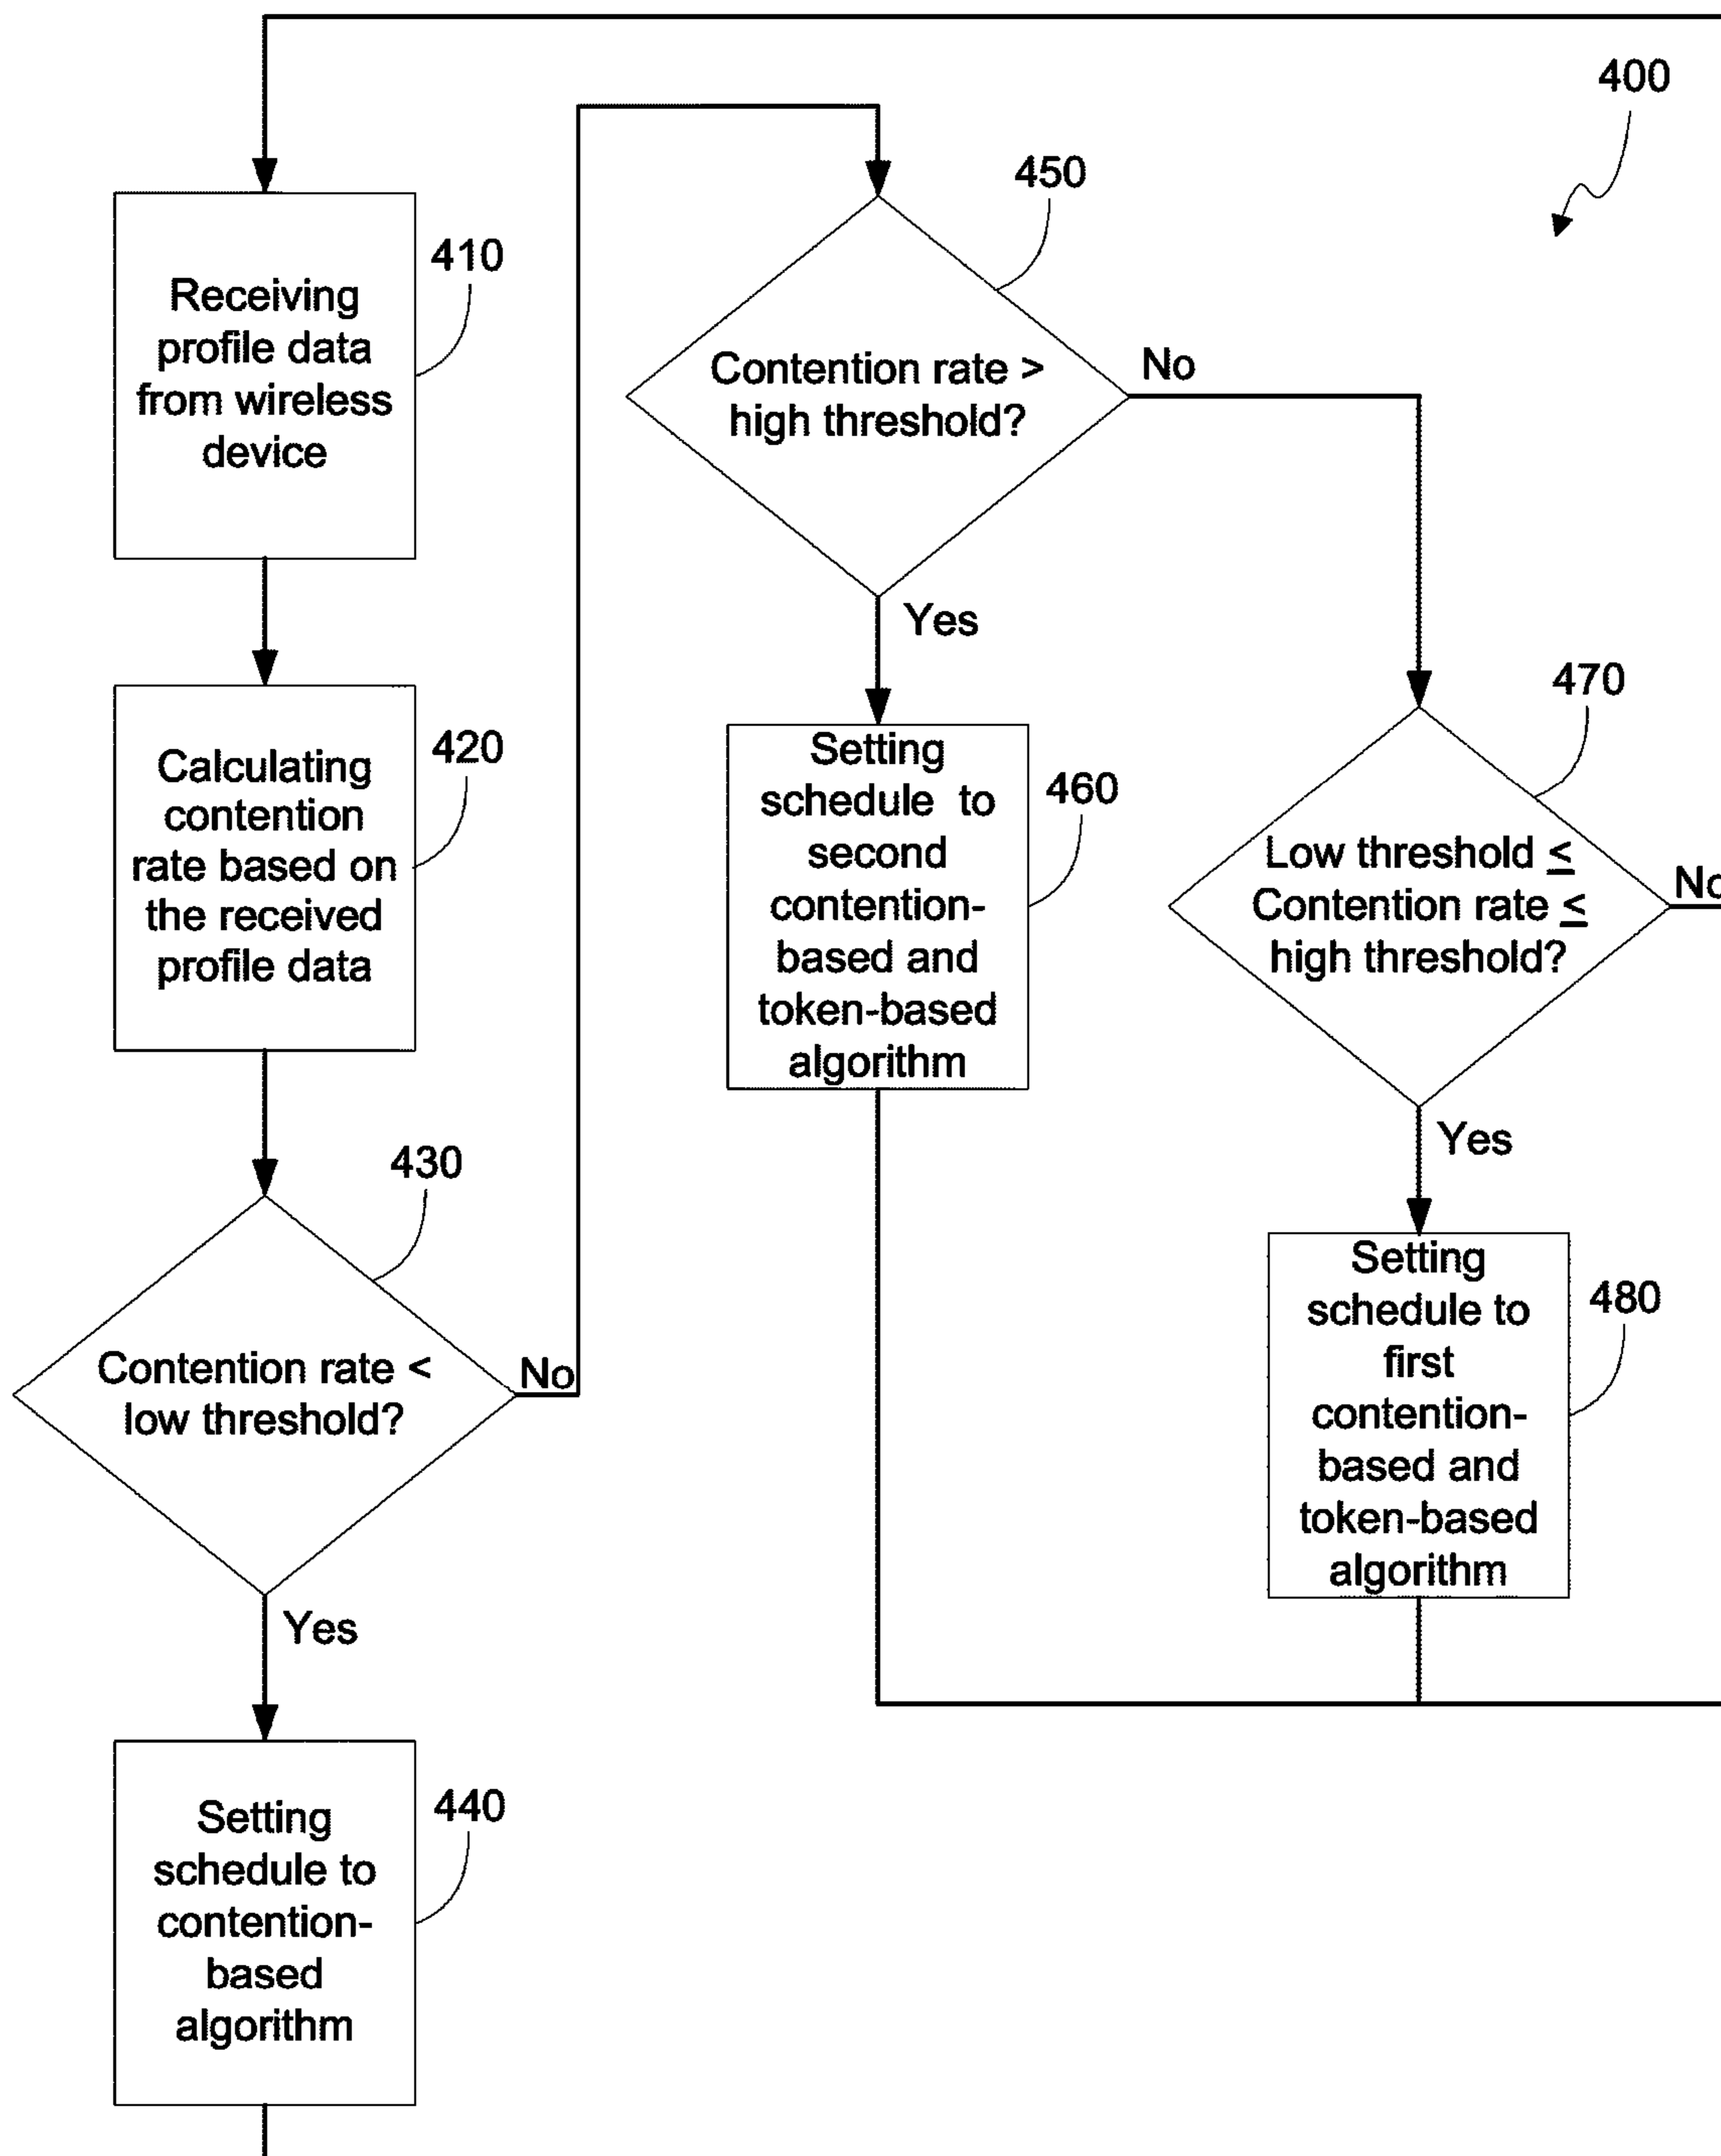 400
410
Receiving
profile data
from wireless
device
420
Calculating
contention
rate based on
the received
profile data
430
Contention rate <
low threshold?
No
Yes
440
Setting
schedule to
contention-
based
algorithm
450
Contention rate >
high threshold?
No
Yes
460
Setting
schedule to
second
contention-
based and
token-based
algorithm
470
Low threshold ≤
Contention rate ≤
high threshold?
No
Yes
480
Setting
schedule to
first
contention-
based and
token-based
algorithm